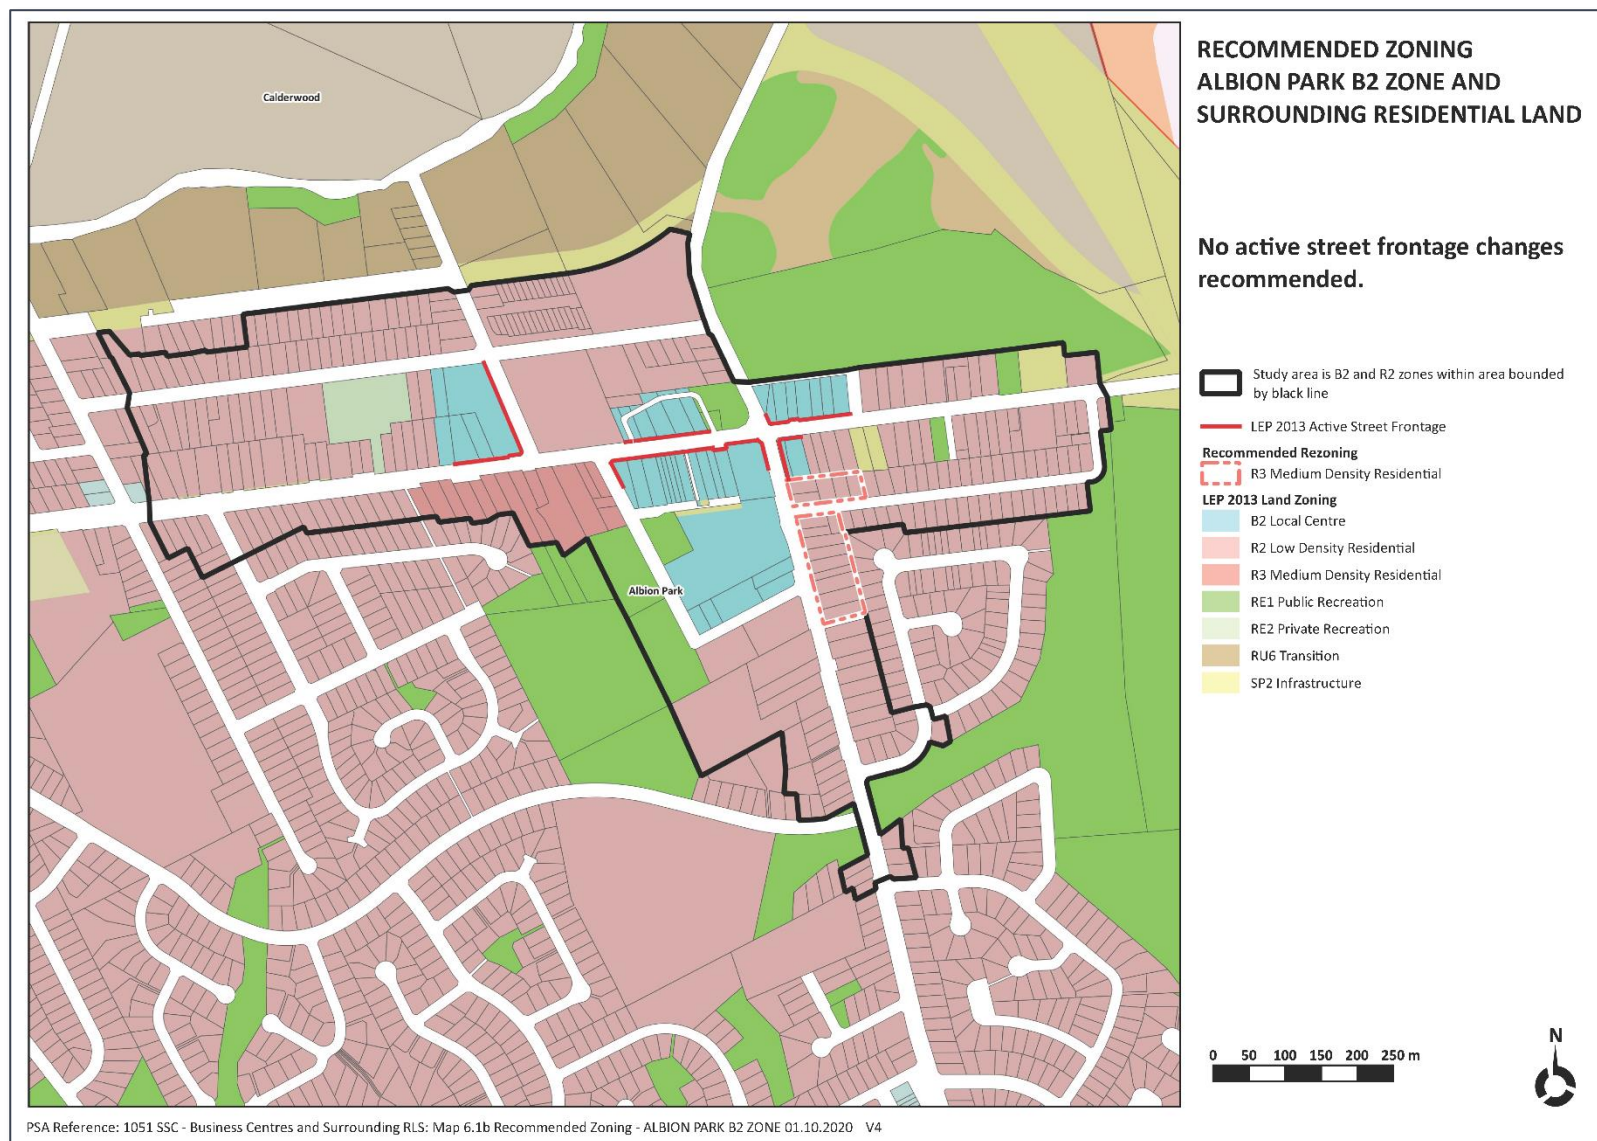 RECOMMENDED ZONING
ALBION PARK B2 ZONE AND
SURROUNDING RESIDENTIAL LAND
No active street frontage changes
recommended.
Study area is B2 and R2 zones within area bounded
by black line
LEP 2013 Active Street Frontage
Recommended Rezoning
R3 Medium Density Residential
LEP 2013 Land Zoning
B2 Local Centre
R2 Low Density Residential
R3 Medium Density Residential
RE1 Public Recreation
RE2 Private Recreation
RU6 Transition
SP2 Infrastructure
Calderwood
Albion Park
N
0 50 100 150 200 250 m
PSA Reference: 1051 SSC - Business Centres and Surrounding RLS: Map 6.1b Recommended Zoning - ALBION PARK B2 ZONE 01.10.2020 V4